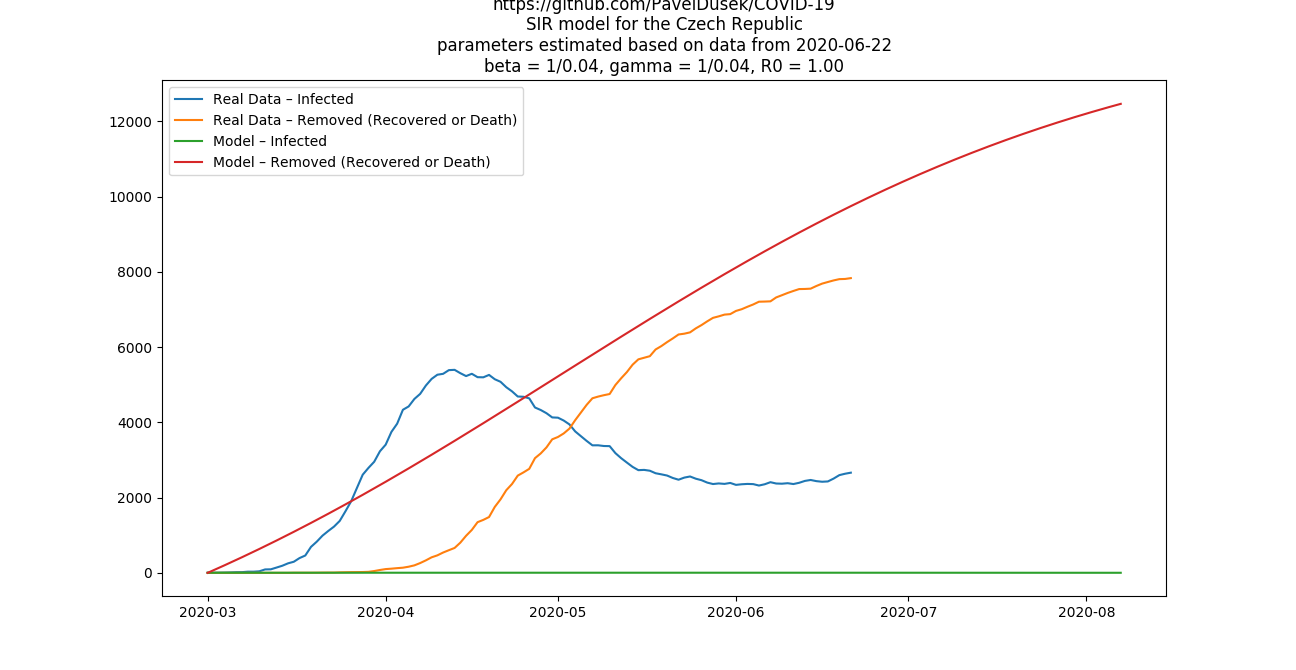 https://github.com/PavelDusek/COVID-19
SIR model for the Czech Republic
parameters estimated based on data from 2020-06-22
beta = 1/0.04, gamma = 1/0.04, R0 = 1.00
Real Data – Infected
Real Data – Removed (Recovered or Death)
Model – Infected
Model – Removed (Recovered or Death)
12000
10000
8000
6000
4000
2000
0
2020-03
2020-04
2020-05
2020-06
2020-07
2020-08